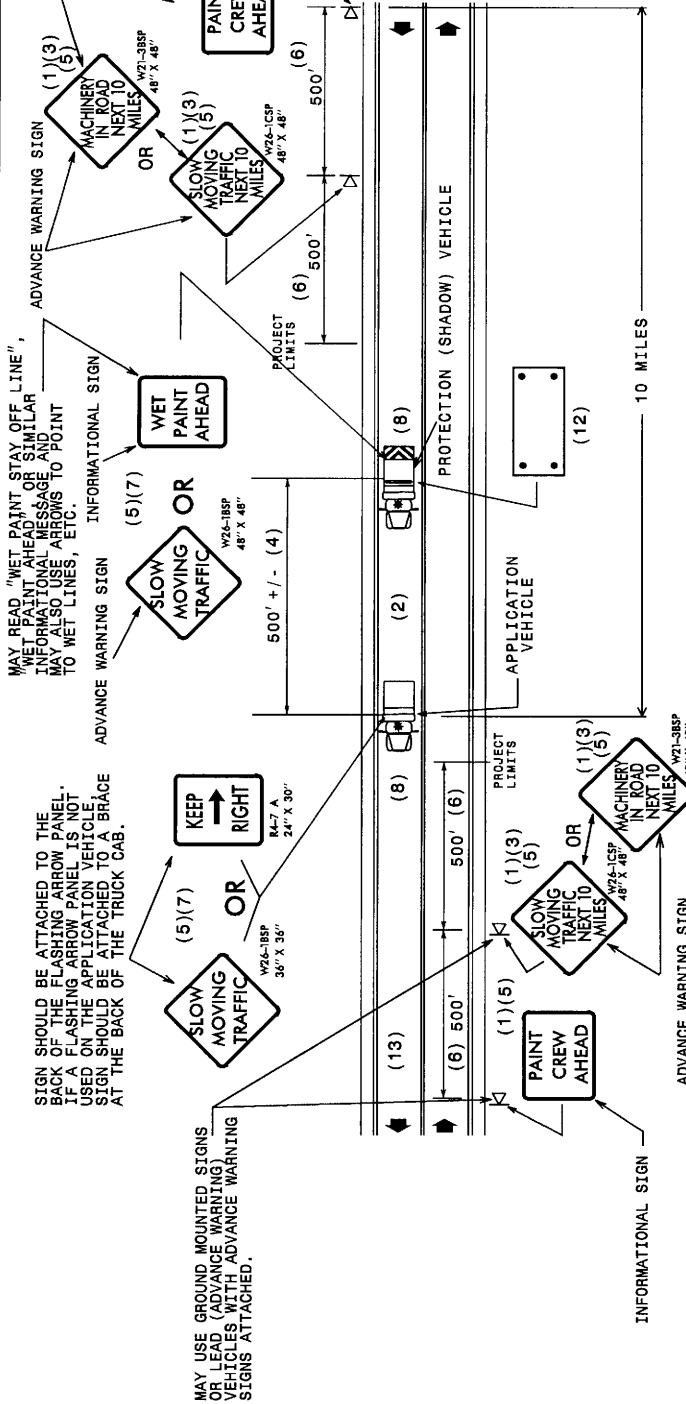 SIGN SHOULD BE ATTACHED TO THE
BACK OF THE FLASHING ARROW PANEL.
IF A FLASHING ARROW PANEL IS NOT
USED ON THE APPLICATION VEHICLE,
SIGN SHOULD BE ATTACHED TO A BRACE
AT THE BACK OF THE TRUCK CAB.
MAY READ "WET PAINT STAY OFF LINE",
"WET PAINT AHEAD" OR SIMILAR
INFORMATIONAL MESSAGE AND
MAY ALSO USE ARROWS TO POINT
TO WET LINES, ETC.
ADVANCE WARNING SIGN
MACHINERY
IN ROAD
NEXT 10
MILES
(1)(3)
(5)
W21-3BSP
48" X 48"
OR
SLOW
MOVING
TRAFFIC
NEXT 10
MILES
(1)(3)
(5)
W26-1CSP
48" X 48"
CREW
INFORMATIONAL SIGN
WET
PAINT
AHEAD
ADVANCE WARNING SIGN
(5)(7)
SLOW
MOVING
TRAFFIC
W26-1BSP
48" X 48"
OR
(5)(7)
SLOW
MOVING
TRAFFIC
W26-1BSP
36" X 36"
OR
KEEP
RIGHT
R4-7 A
24" X 30"
MAY USE GROUND MOUNTED SIGNS
OR LEAD (ADVANCE WARNING)
VEHICLES WITH ADVANCE WARNING
SIGNS ATTACHED.
500' +/- (4)
PROJECT
LIMITS
(6) 500'
500' (6)
(13)
(8)
(2)
(8)
PROTECTION (SHADOW) VEHICLE
(6) 500'
500' (6)
PROJECT
LIMITS
APPLICATION
VEHICLE
(12)
10 MILES
(1)(5)
PAINT
CREW
AHEAD
INFORMATIONAL SIGN
(1)(3)
(5)
SLOW
MOVING
TRAFFIC
NEXT 10
MILES
W26-1CSP
48" X 48"
OR
(1)(3)
(5)
MACHINERY
IN ROAD
NEXT 10
MILES
W21-3BSP
ADVANCE WARNING SIGN